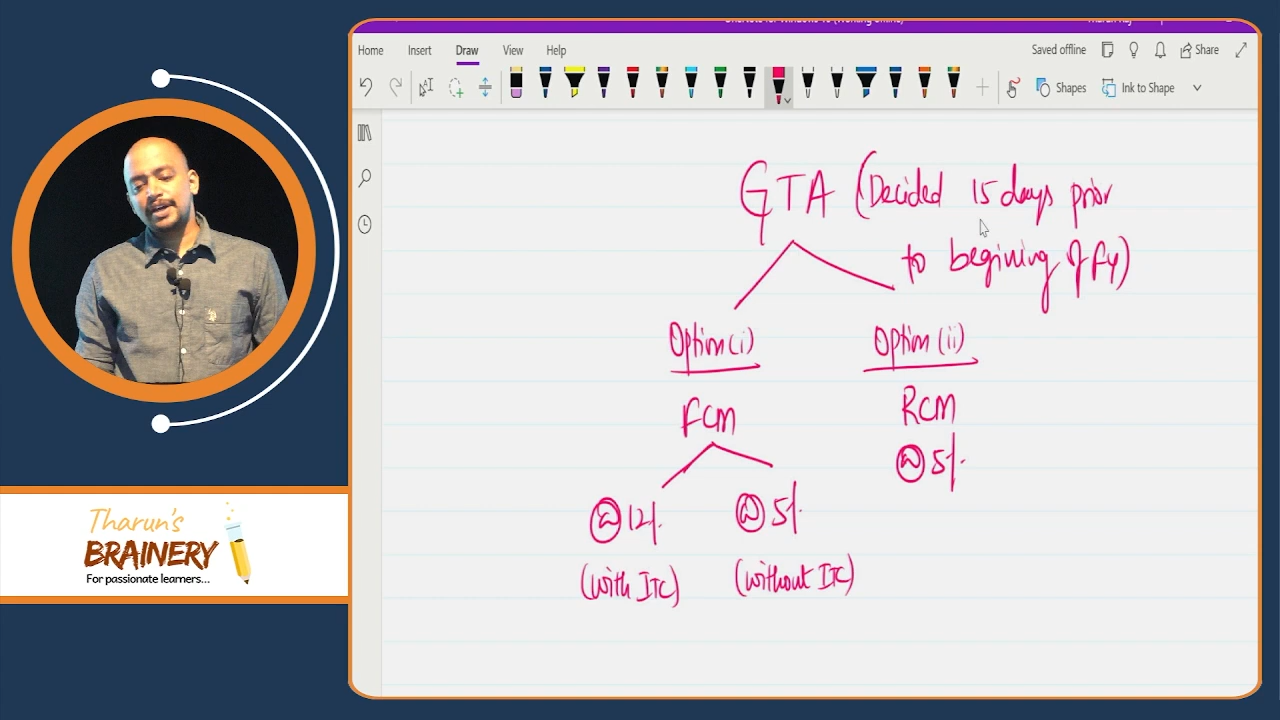 Home Insert Draw View Help Saved offline Share
Shapes Ink to Shape
GTA (Decided 15 days prior
to begining of FY)
Option (i) Option (ii)
FCM RCM
@ 5%
@ 12% @ 5%
(with ITC) (without ITC)
Tharun's
BRAINERY
For passionate learners...